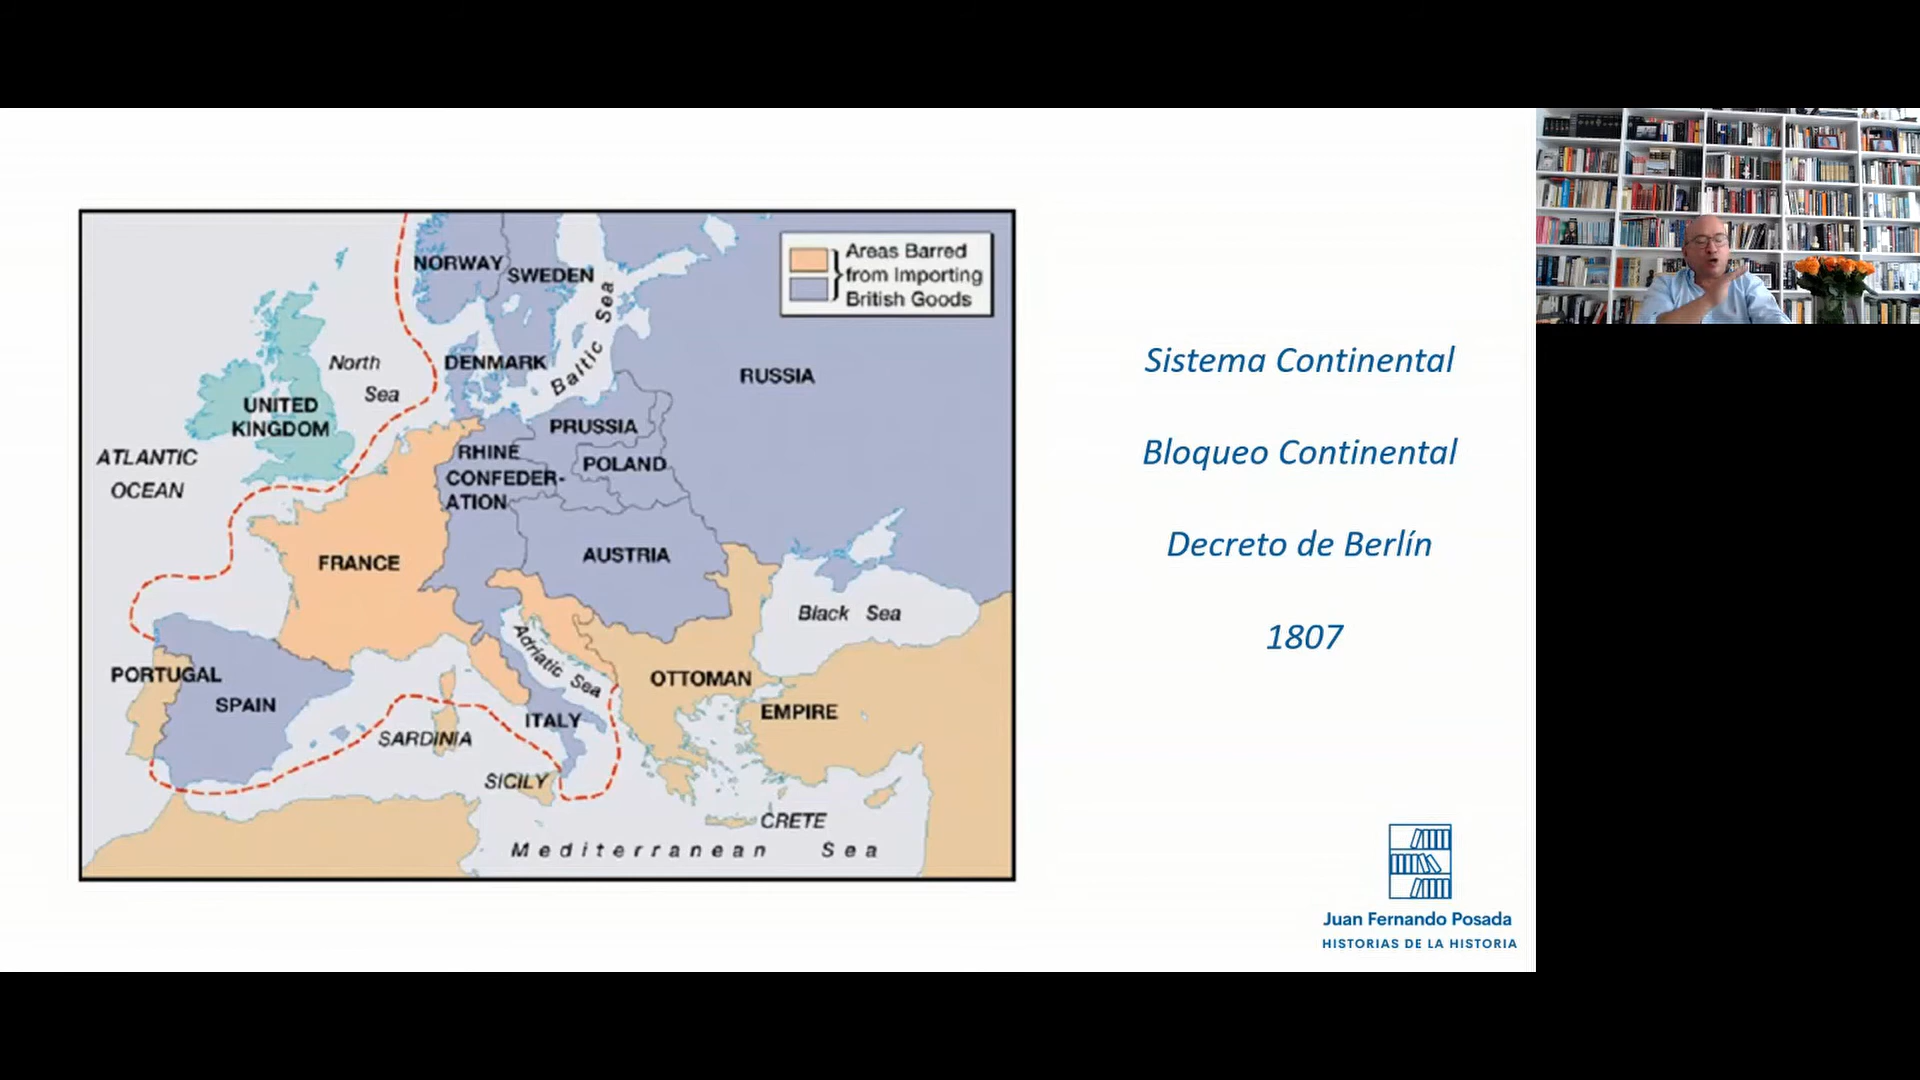 Areas Barred
from Importing
British Goods
NORWAY
SWEDEN
Baltic Sea
North
Sea
DENMARK
RUSSIA
UNITED
KINGDOM
PRUSSIA
ATLANTIC
OCEAN
RHINE
CONFEDER-
ATION
POLAND
FRANCE
AUSTRIA
Black Sea
Adriatic Sea
PORTUGAL
SPAIN
OTTOMAN
EMPIRE
ITALY
SARDINIA
SICILY
CRETE
Mediterranean Sea
Sistema Continental
Bloqueo Continental
Decreto de Berlín
1807
Juan Fernando Posada
HISTORIAS DE LA HISTORIA